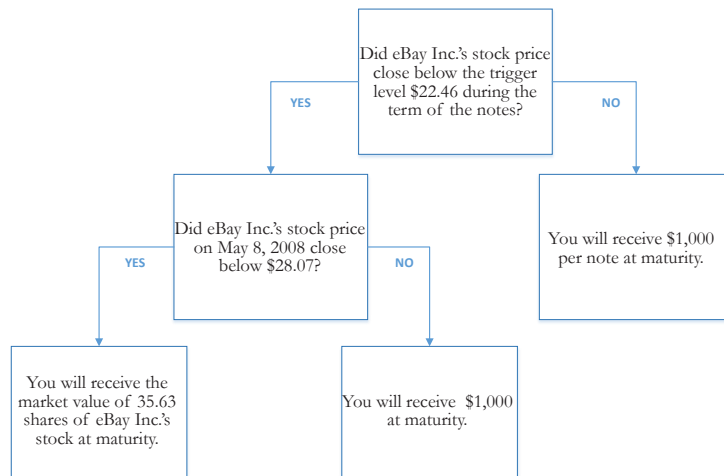 Did eBay Inc.'s stock price
close below the trigger
level $22.46 during the
term of the notes?
YES
NO
Did eBay Inc.'s stock price
on May 8, 2008 close
below $28.07?
You will receive $1,000
per note at maturity.
YES
NO
You will receive the
market value of 35.63
shares of eBay Inc.'s
stock at maturity.
You will receive $1,000
at maturity.